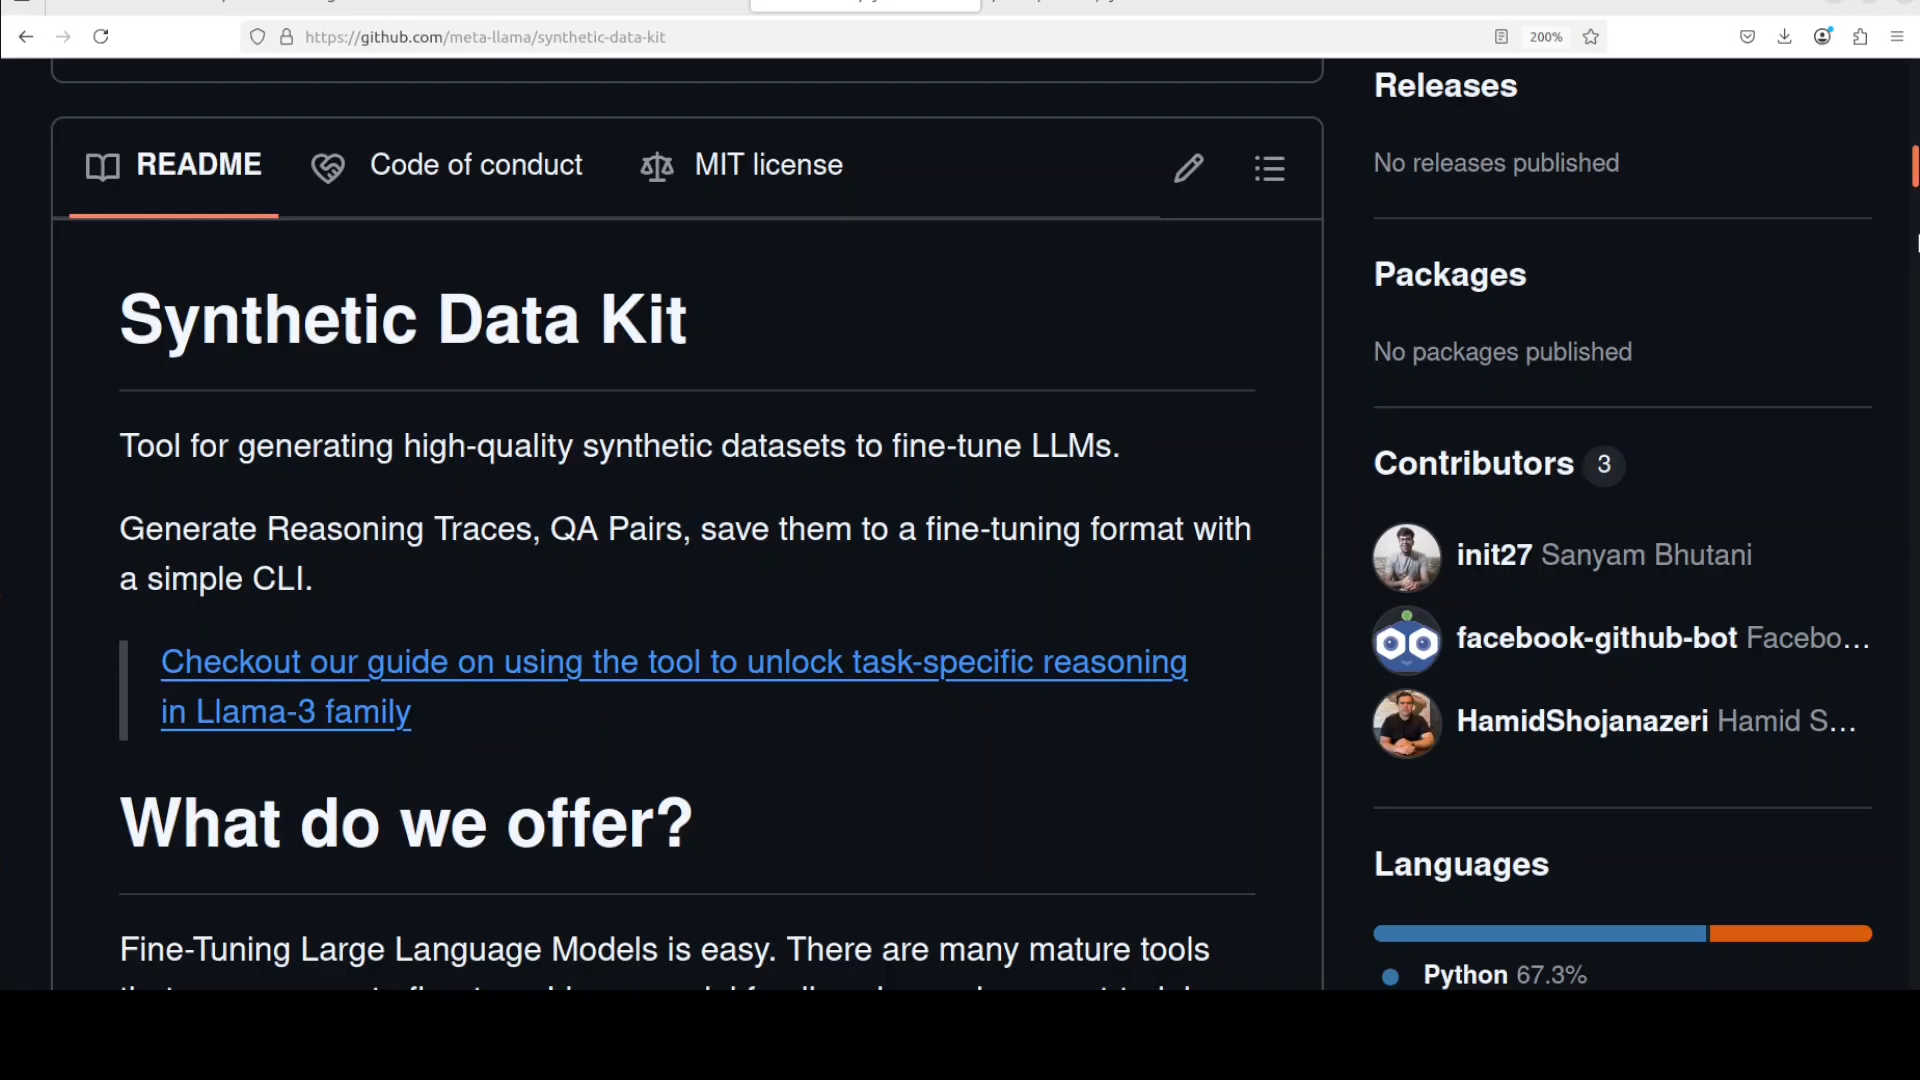 https://github.com/meta-llama/synthetic-data-kit
200%
README
Code of conduct
MIT license
Synthetic Data Kit
Tool for generating high-quality synthetic datasets to fine-tune LLMs.
Generate Reasoning Traces, QA Pairs, save them to a fine-tuning format with
a simple CLI.
Checkout our guide on using the tool to unlock task-specific reasoning
in Llama-3 family
What do we offer?
Fine-Tuning Large Language Models is easy. There are many mature tools
Releases
No releases published
Packages
No packages published
Contributors 3
init27 Sanyam Bhutani
facebook-github-bot Facebo...
HamidShojanazeri Hamid S...
Languages
Python 67.3%